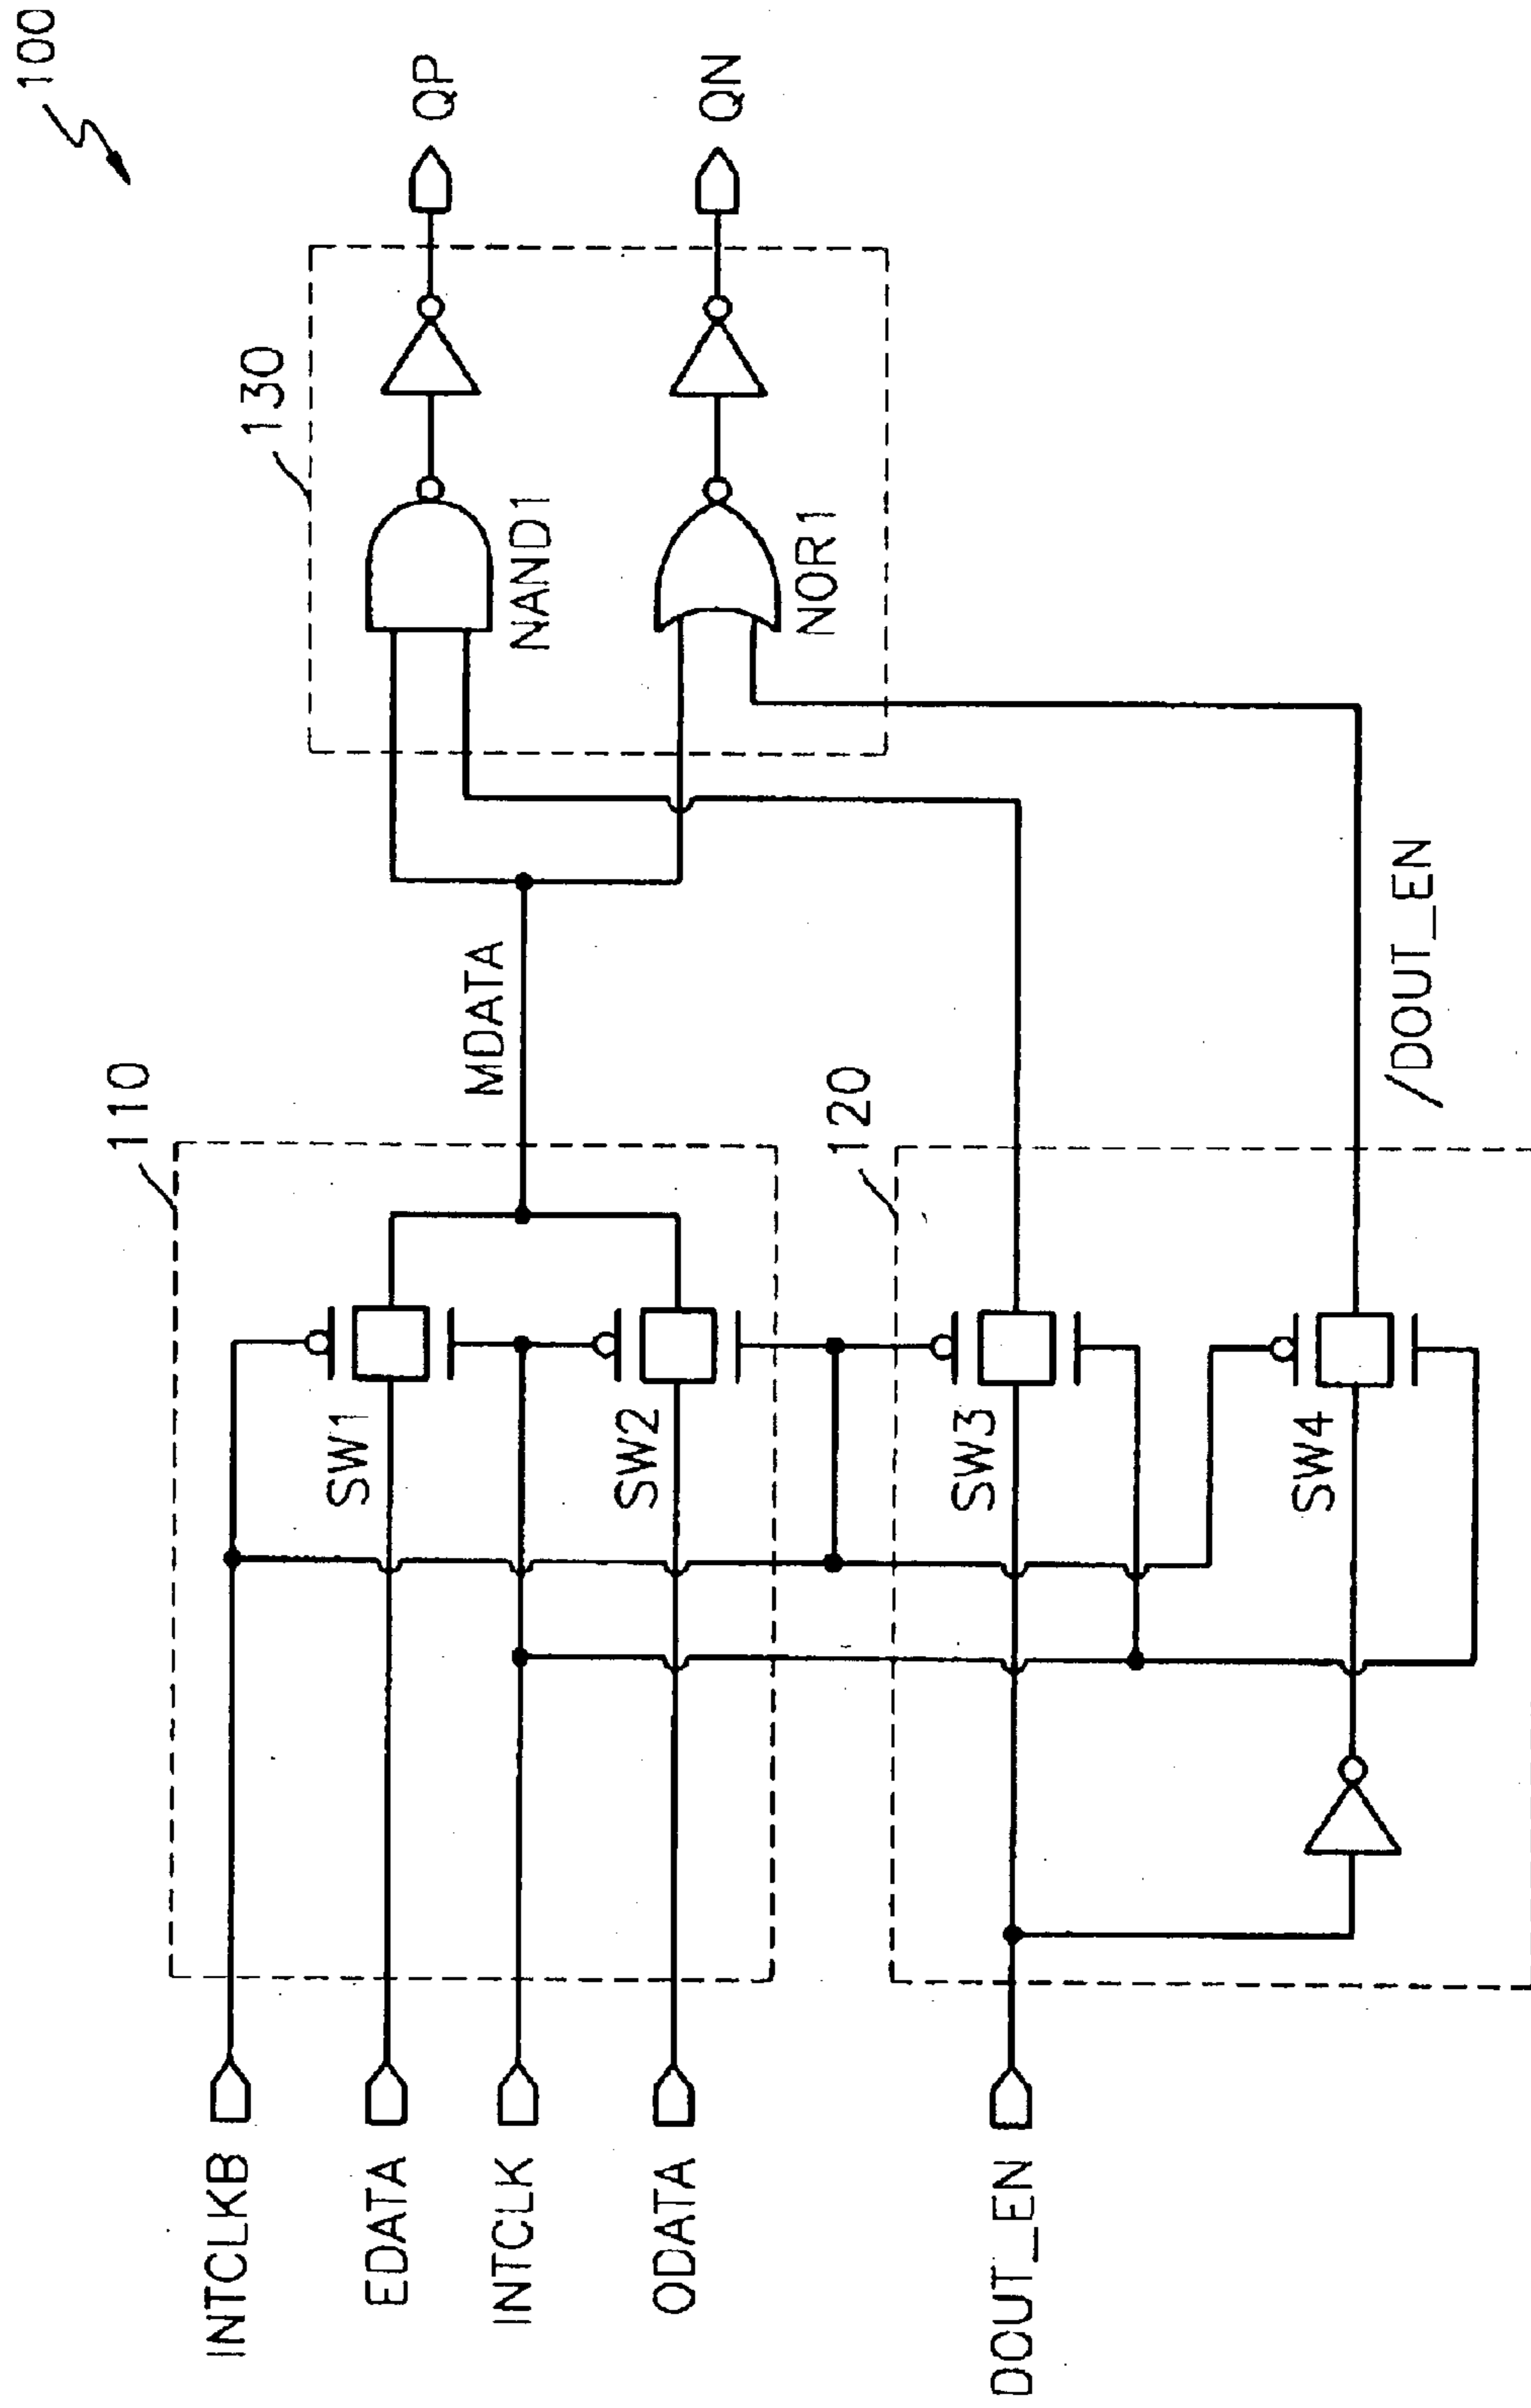 100
110
130
INTCLKB
EDATA
INTCLK
ODATA
SW1
SW2
MDATA
NAND1
NOR1
QP
QN
120
DOUT_EN
SW3
SW4
/DOUT_EN